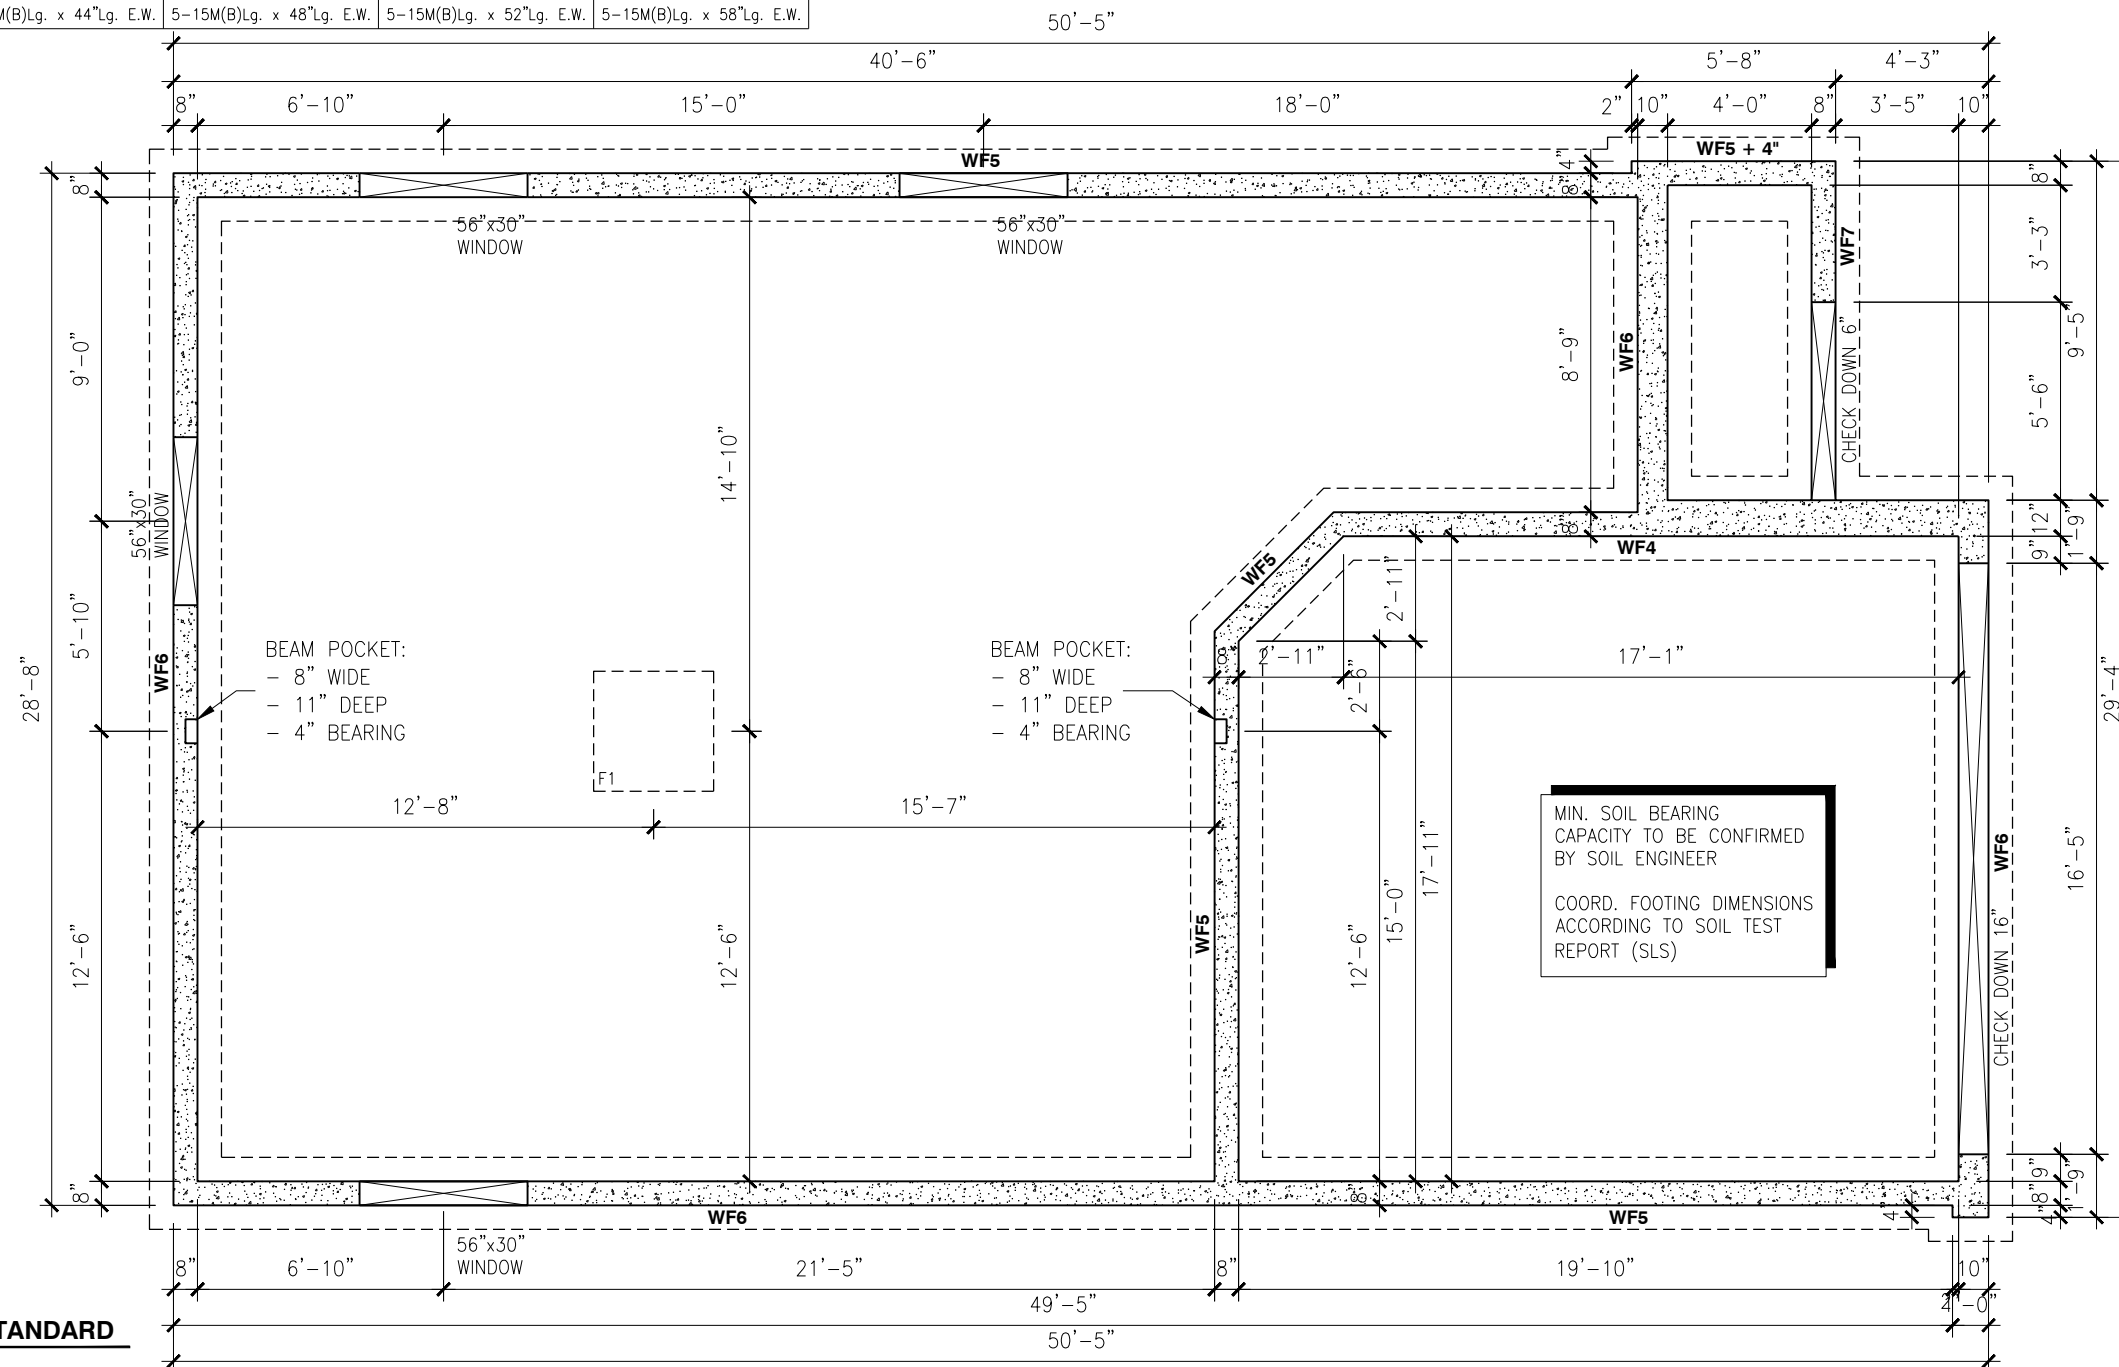 5-15M(B)Lg. x 48"Lg. E.W.
5-15M(B)Lg. x 52"Lg. E.W.
5-15M(B)Lg. x 58"Lg. E.W.
M(B)Lg. x 44"Lg. E.W.
50'-5"
40'-6"
5'-8"
4'-3"
8"
6'-10"
15'-0"
18'-0"
2"
10"
4'-0"
8"
3'-5"
10"
WF5
WF5 + 4"
4"
8"
8"
8"
56"x30"
WINDOW
56"x30"
WINDOW
WF7
3'-3"
9'-0"
8'-9"
WF6
CHECK DOWN 6"
9'-5"
5'-6"
14'-10"
56"x30"
WINDOW
12"
1'-9"
9"
8"
WF4
WF5
2'-11"
5'-10"
BEAM POCKET:
- 8" WIDE
- 11" DEEP
- 4" BEARING
BEAM POCKET:
- 8" WIDE
- 11" DEEP
- 4" BEARING
8"
2'-11"
17'-1"
2'-6"
WF6
28'-8"
29'-4"
F1
12'-8"
15'-7"
MIN. SOIL BEARING
CAPACITY TO BE CONFIRMED
BY SOIL ENGINEER
COORD. FOOTING DIMENSIONS
ACCORDING TO SOIL TEST
REPORT (SLS)
17'-11"
WF6
16'-5"
15'-0"
WF5
12'-6"
12'-6"
12'-6"
CHECK DOWN 16"
8"
8"
9"
8"
1'-9"
4"
4"
WF6
WF5
56"x30"
WINDOW
8"
6'-10"
21'-5"
8"
19'-10"
10"
49'-5"
50'-5"
TANDARD